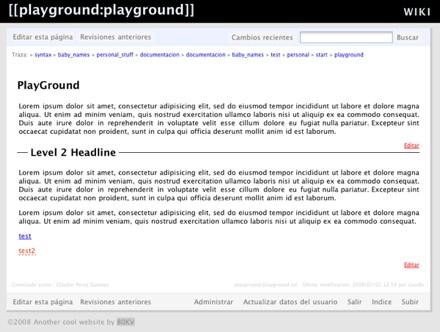 [[playground:playground]]
WIKI
Editar esta página Revisiones anteriores Cambios recientes Buscar
Traza: » syntax » baby_names » personal_stuff » documentacion » documentacion » baby_names » test » personal » start » playground
PlayGround
Lorem ipsum dolor sit amet, consectetur adipisicing elit, sed do eiusmod tempor incididunt ut labore et dolore magna
aliqua. Ut enim ad minim veniam, quis nostrud exercitation ullamco laboris nisi ut aliquip ex ea commodo consequat.
Duis aute irure dolor in reprehenderit in voluptate velit esse cillum dolore eu fugiat nulla pariatur. Excepteur sint
occaecat cupidatat non proident, sunt in culpa qui officia deserunt mollit anim id est laborum.
Editar
Level 2 Headline
Lorem ipsum dolor sit amet, consectetur adipisicing elit, sed do eiusmod tempor incididunt ut labore et dolore magna
aliqua. Ut enim ad minim veniam, quis nostrud exercitation ullamco laboris nisi ut aliquip ex ea commodo consequat.
Duis aute irure dolor in reprehenderit in voluptate velit esse cillum dolore eu fugiat nulla pariatur. Excepteur sint
occaecat cupidatat non proident, sunt in culpa qui officia deserunt mollit anim id est laborum.
Lorem ipsum dolor sit amet, consectetur adipisicing elit, sed do eiusmod tempor incididunt ut labore et dolore magna
aliqua. Ut enim ad minim veniam, quis nostrud exercitation ullamco laboris nisi ut aliquip ex ea commodo consequat.
test
test2
Editar
playground/playground.txt Última modificación: por claudio
Editar esta página Revisiones anteriores Administrar Actualizar datos del usuario Salir Indice Subir
©2008 Another cool website by 80KV